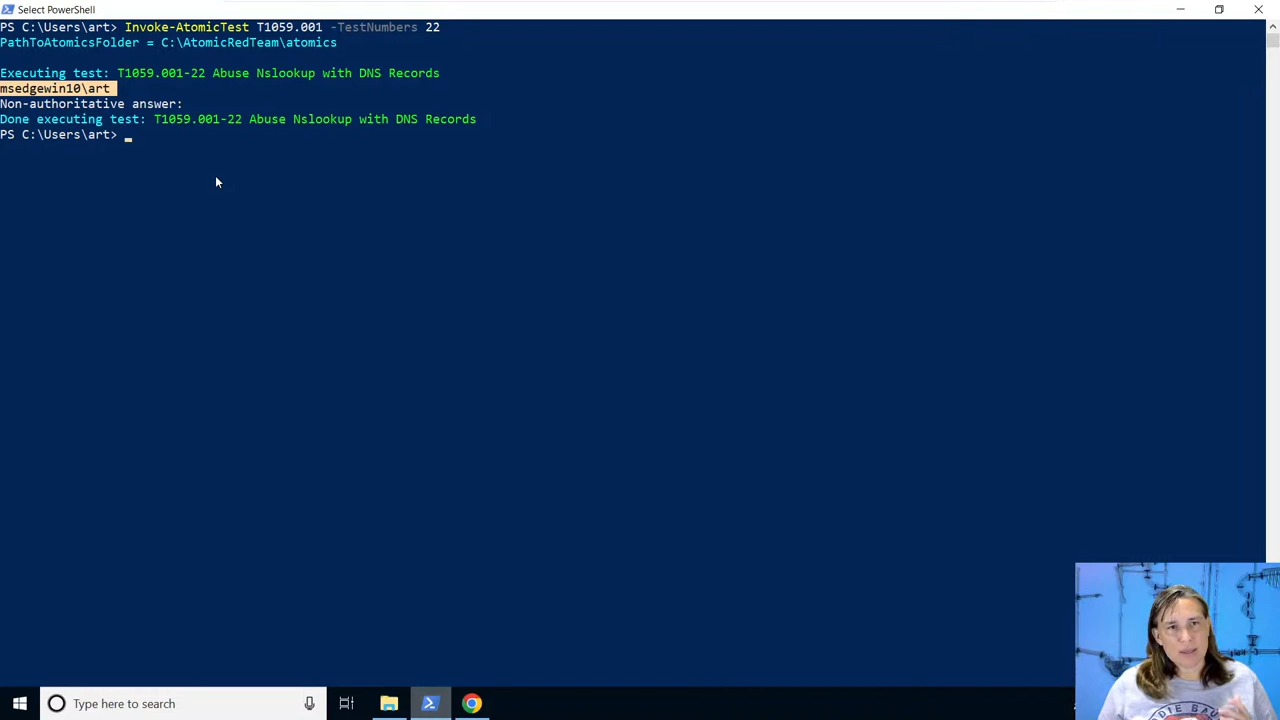 Select PowerShell
PS C:\Users\art> Invoke-AtomicTest T1059.001 -TestNumbers 22
PathToAtomicsFolder = C:\AtomicRedTeam\atomics
Executing test: T1059.001-22 Abuse Nslookup with DNS Records
msedgewin10\art
Non-authoritative answer:
Done executing test: T1059.001-22 Abuse Nslookup with DNS Records
PS C:\Users\art>
Type here to search